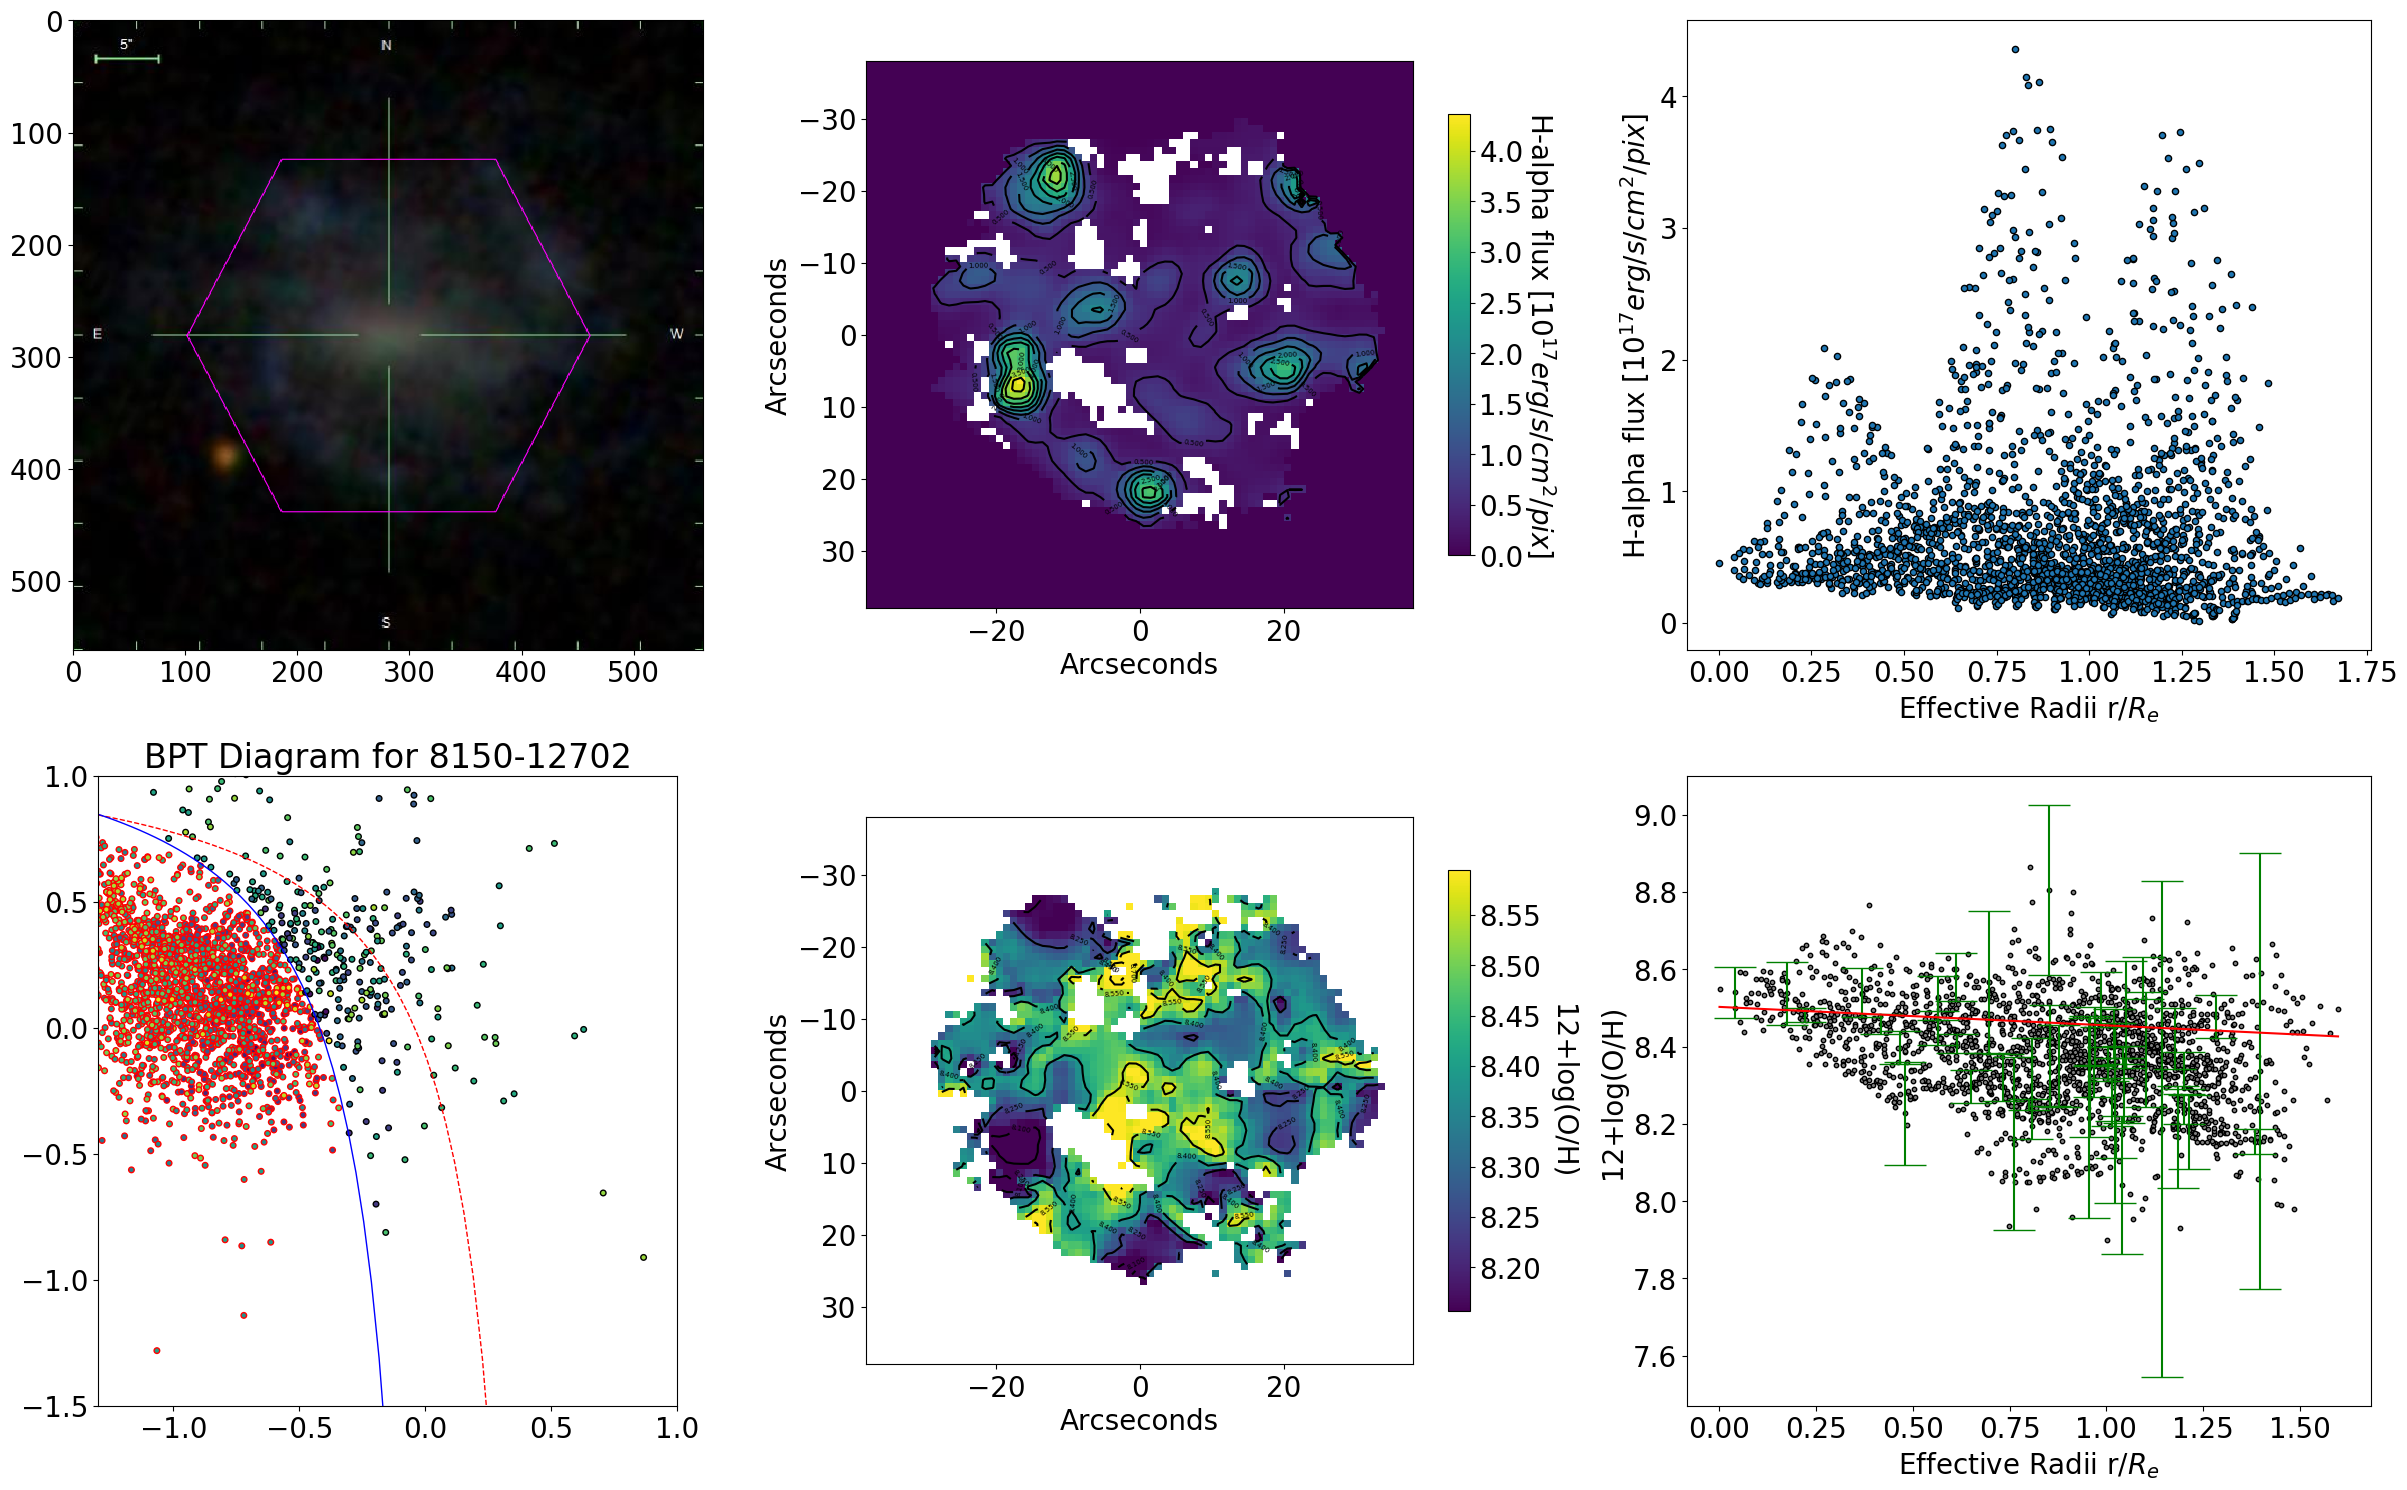 0
100
200
300
400
500
5"
N
E
W
S
0 100 200 300 400 500
−30
−20
−10
0
10
20
30
Arcseconds
−20 0 20
Arcseconds
4.0
3.5
3.0
2.5
2.0
1.5
1.0
0.5
0.0
H-alpha flux [10^17 erg/s/cm^2/pix]
H-alpha flux [10^17 erg/s/cm^2/pix]
4
3
2
1
0
0.00 0.25 0.50 0.75 1.00 1.25 1.50 1.75
Effective Radii r/R_e
BPT Diagram for 8150-12702
1.0
0.5
0.0
−0.5
−1.0
−1.5
−1.0 −0.5 0.0 0.5 1.0
−30
−20
−10
0
10
20
30
Arcseconds
−20 0 20
Arcseconds
8.55
8.50
8.45
8.40
8.35
8.30
8.25
8.20
12+log(O/H)
12+log(O/H)
9.0
8.8
8.6
8.4
8.2
8.0
7.8
7.6
0.00 0.25 0.50 0.75 1.00 1.25 1.50
Effective Radii r/R_e